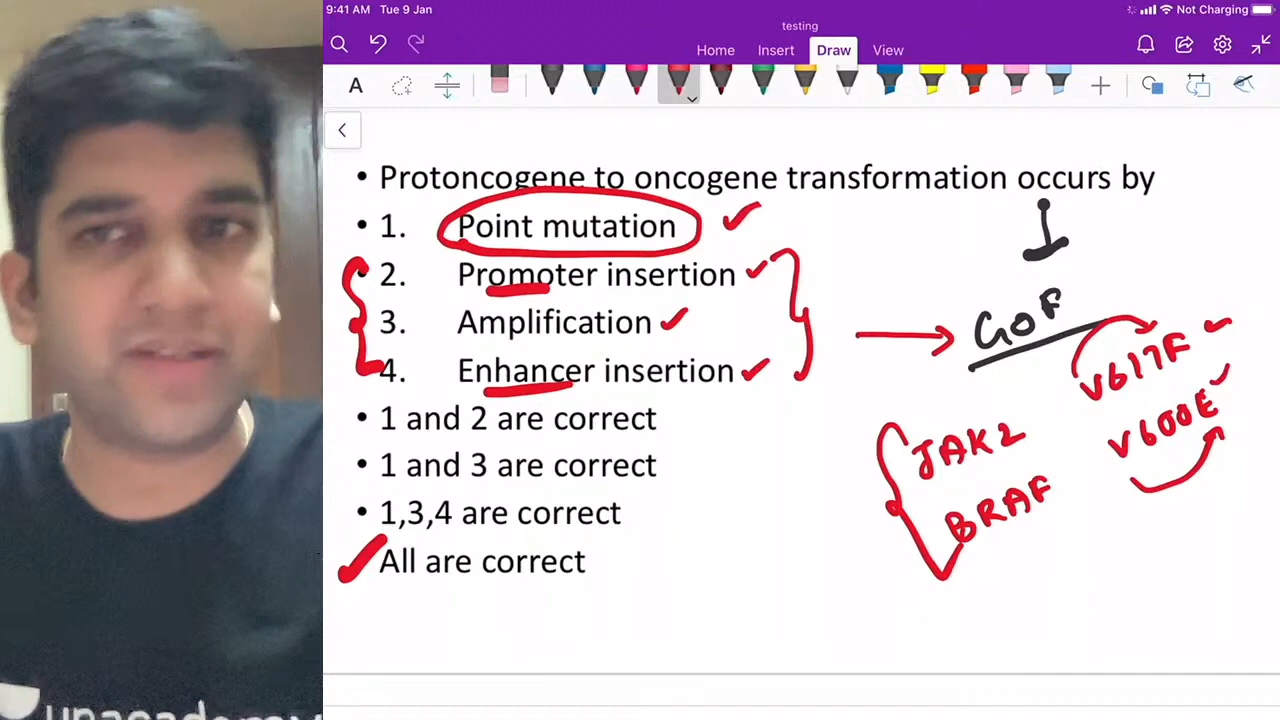 9:41 AM Tue 9 Jan
Not Charging
testing
Home Insert Draw View
A
• Protoncogene to oncogene transformation occurs by
• 1. Point mutation
• 2. Promoter insertion
3. Amplification
4. Enhancer insertion
• 1 and 2 are correct
• 1 and 3 are correct
• 1,3,4 are correct
All are correct
GOF
V617F
V600E
JAK2
BRAF